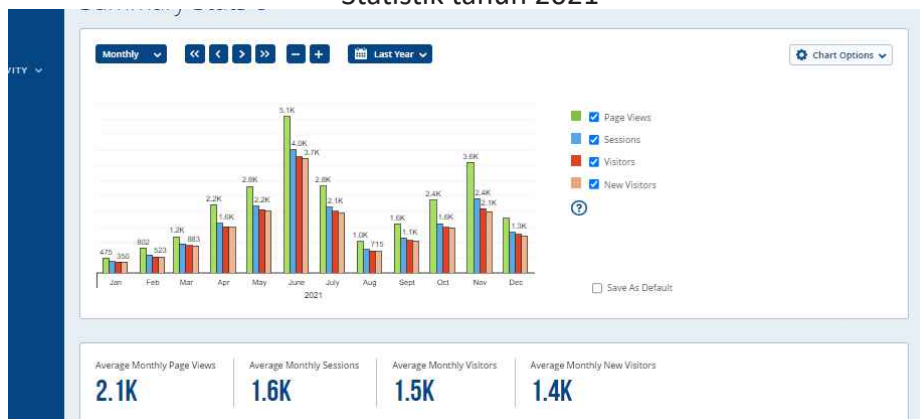 Statistik tahun 2021
Summary Stats
VITY
Monthly
Last Year
Chart Options
5.1K
4.0K
3.7K
3.6K
2.8K
2.8K
2.2K
2.2K
2.1K
2.4K
2.4K
2.1K
1.6K
1.6K
1.6K
1.3K
1.2K
1.1K
1.0K
475
350
802
523
883
715
Jan Feb Mar Apr May June July Aug Sept Oct Nov Dec
2021
Page Views
Sessions
Visitors
New Visitors
Save As Default
Average Monthly Page Views
2.1K
Average Monthly Sessions
1.6K
Average Monthly Visitors
1.5K
Average Monthly New Visitors
1.4K